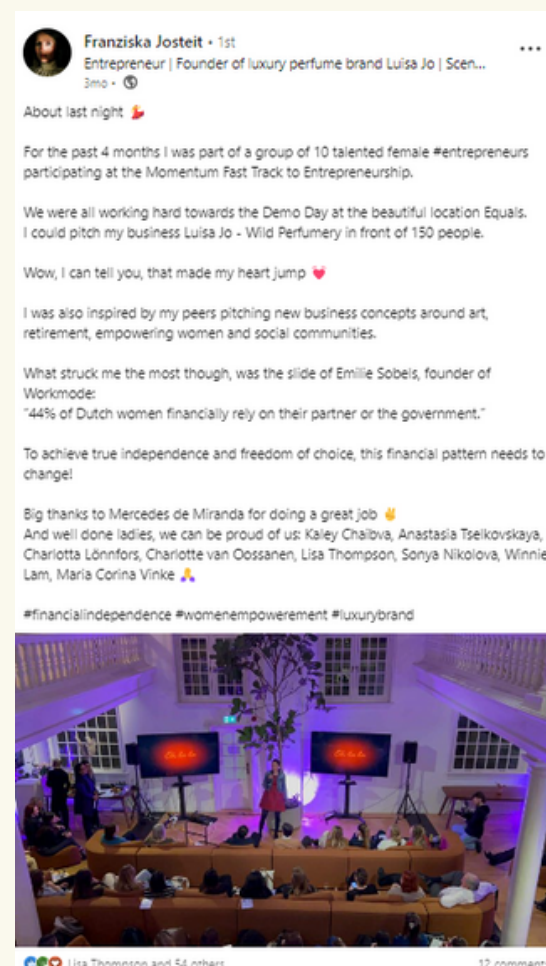 Franziska Josteit • 1st
Entrepreneur | Founder of luxury perfume brand Luisa Jo | Scen...
3mo •
About last night 💃
For the past 4 months I was part of a group of 10 talented female #entrepreneurs
participating at the Momentum Fast Track to Entrepreneurship.
We were all working hard towards the Demo Day at the beautiful location Equals.
I could pitch my business Luisa Jo - Wild Perfumery in front of 150 people.
Wow, I can tell you, that made my heart jump 💓
I was also inspired by my peers pitching new business concepts around art,
retirement, empowering women and social communities.
What struck me the most though, was the slide of Emilie Sobels, founder of
Workmode:
"44% of Dutch women financially rely on their partner or the government."
To achieve true independence and freedom of choice, this financial pattern needs to
change!
Big thanks to Mercedes de Miranda for doing a great job ✌️
And well done ladies, we can be proud of us: Kaley Chaibva, Anastasia Tselkovskaya,
Charlotta Lönnfors, Charlotte van Oossanen, Lisa Thompson, Sonya Nikolova, Winnie
Lam, Maria Corina Vinke 🙏
#financialindependence #womenempowerement #luxurybrand
Lisa Thompson and 54 others
12 comment